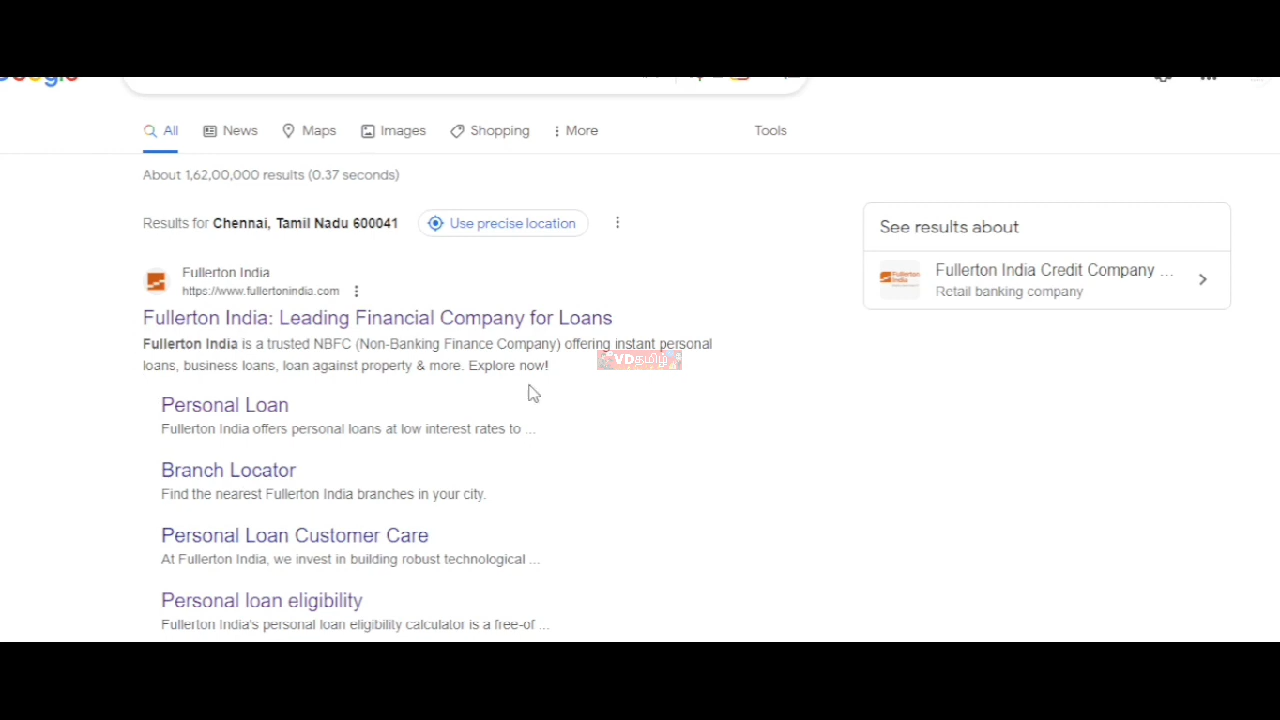 All News Maps Images Shopping More Tools
About 1,62,00,000 results (0.37 seconds)
Results for Chennai, Tamil Nadu 600041 Use precise location
See results about
Fullerton India Credit Company ...
Retail banking company
Fullerton India
Fullerton India
https://www.fullertonindia.com
Fullerton India: Leading Financial Company for Loans
Fullerton India is a trusted NBFC (Non-Banking Finance Company) offering instant personal
loans, business loans, loan against property & more. Explore now!
VDதமிழ்
Personal Loan
Fullerton India offers personal loans at low interest rates to ...
Branch Locator
Find the nearest Fullerton India branches in your city.
Personal Loan Customer Care
At Fullerton India, we invest in building robust technological ...
Personal loan eligibility
Fullerton India's personal loan eligibility calculator is a free-of ...